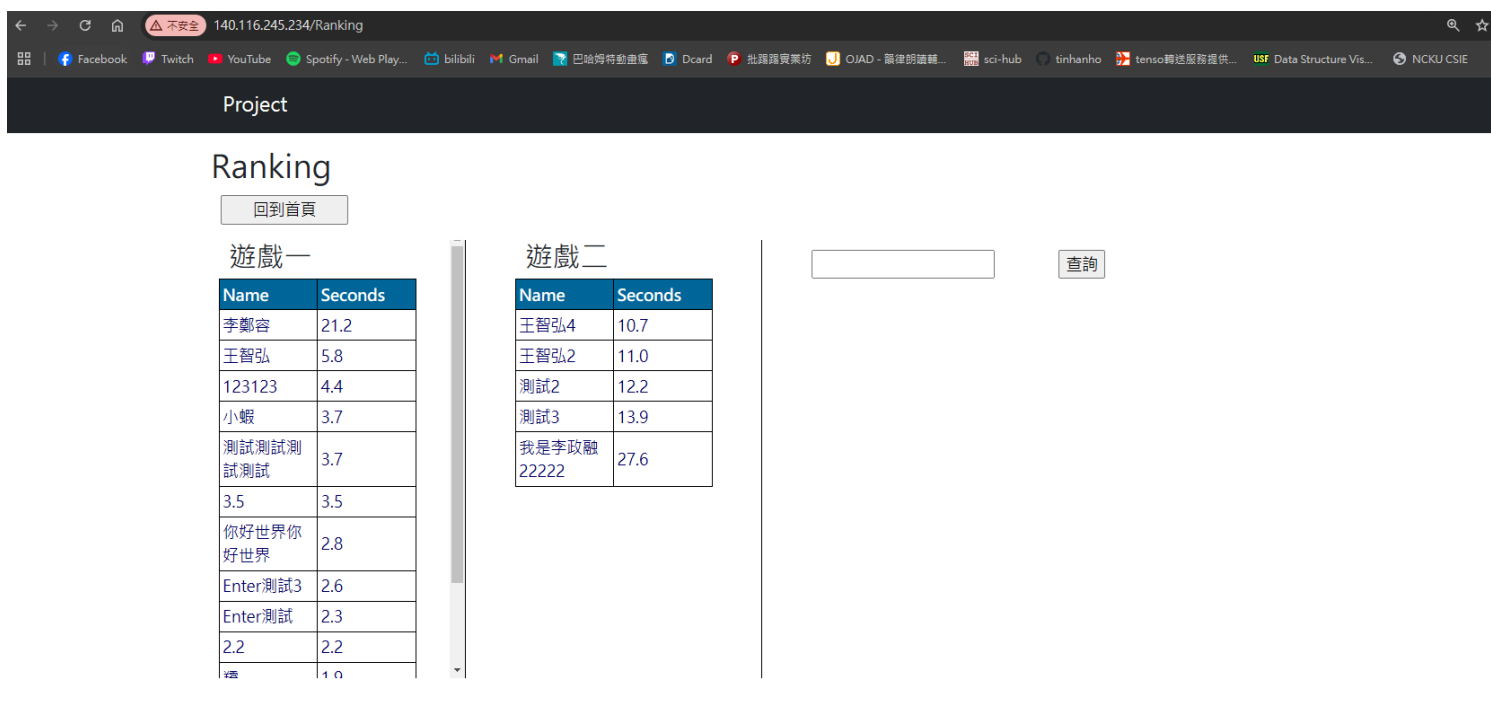 不安全 140.116.245.234/Ranking
Facebook Twitch YouTube Spotify - Web Play... bilibili Gmail 巴哈姆特動畫瘋 Dcard 批踢踢實業坊 OJAD - 韻律朗讀輔... sci-hub tinhanho tenso轉送服務提供... Data Structure Vis... NCKU CSIE
Project
Ranking
回到首頁
遊戲一
Name Seconds
李鄭容 21.2
王智弘 5.8
123123 4.4
小蝦 3.7
測試測試測
試測試 3.7
3.5 3.5
你好世界你
好世界 2.8
Enter測試3 2.6
Enter測試 2.3
2.2 2.2
1.9
遊戲二
Name Seconds
王智弘4 10.7
王智弘2 11.0
測試2 12.2
測試3 13.9
我是李政融
22222 27.6
查詢